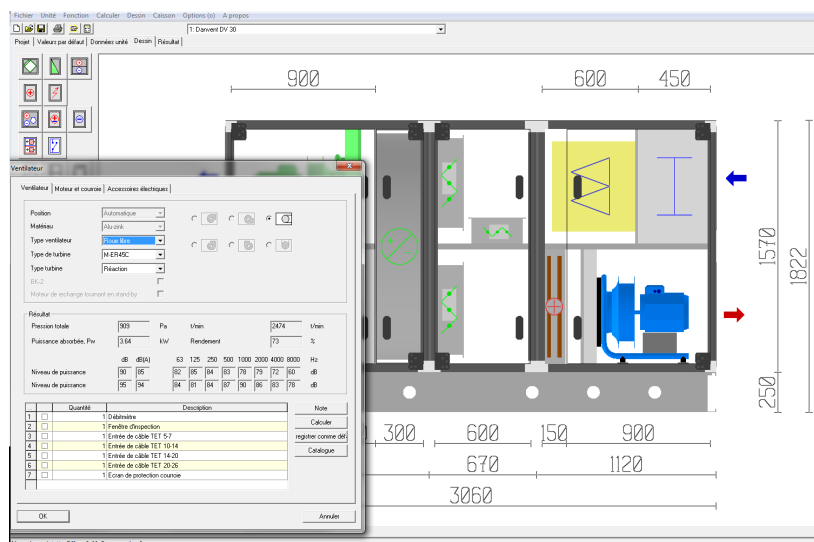 Fichier Unité Fonction Calculer Dessin Caisson Options (o) A propos
1: Danvent DV 30
Projet Valeurs par défaut Données unité Dessin Résultat
900 600 450
Ventilateur
Ventilateur Moteur et courroie Accessoires électriques
Position Automatique
Matériau Alu-zink
Type ventilateur Roue libre
Type de turbine M-ER45C
Type turbine Réaction
BK-2
Moteur de rechange tournant en stand-by
Résultat
Pression totale 909 Pa t/min 2474 t/min
Puissance absorbée, Pw 3.64 kW Rendement 73 %
dB dB(A) 63 125 250 500 1000 2000 4000 8000 Hz
Niveau de puissance 90 85 82 85 84 83 78 79 72 60 dB
Niveau de puissance 95 94 84 81 84 87 90 86 83 78 dB
Quantité Description
1 1 Débitmètre
2 1 Fenêtre d'inspection
3 1 Entrée de câble TET 5-7
4 1 Entrée de câble TET 10-14
5 1 Entrée de câble TET 14-20
6 1 Entrée de câble TET 20-26
7 1 Ecran de protection courroie
Note
Calculer
registrer comme déf
Catalogue
OK Annuler
1570
1822
250
300 600 150 900
670 1120
3060